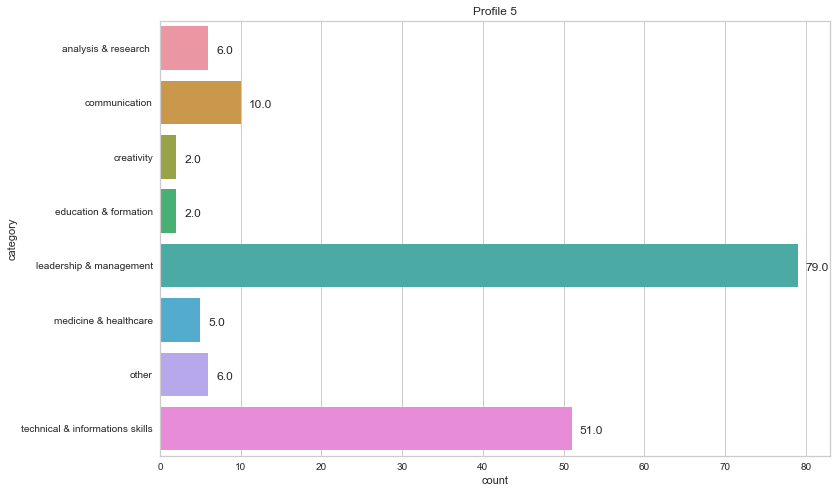 Profile 5
category
analysis & research
6.0
communication
10.0
creativity
2.0
education & formation
2.0
leadership & management
79.0
medicine & healthcare
5.0
other
6.0
technical & informations skills
51.0
0 10 20 30 40 50 60 70 80
count